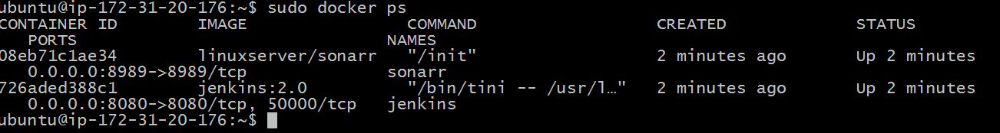 ubuntu@ip-172-31-20-176:~$ sudo docker ps
CONTAINER ID        IMAGE                COMMAND                  CREATED             STATUS
   PORTS                               NAMES
08eb71c1ae34        linuxserver/sonarr   "/init"                  2 minutes ago       Up 2 minutes
   0.0.0.0:8989->8989/tcp              sonarr
726aded388c1        jenkins:2.0          "/bin/tini -- /usr/l…"   2 minutes ago       Up 2 minutes
   0.0.0.0:8080->8080/tcp, 50000/tcp   jenkins
ubuntu@ip-172-31-20-176:~$